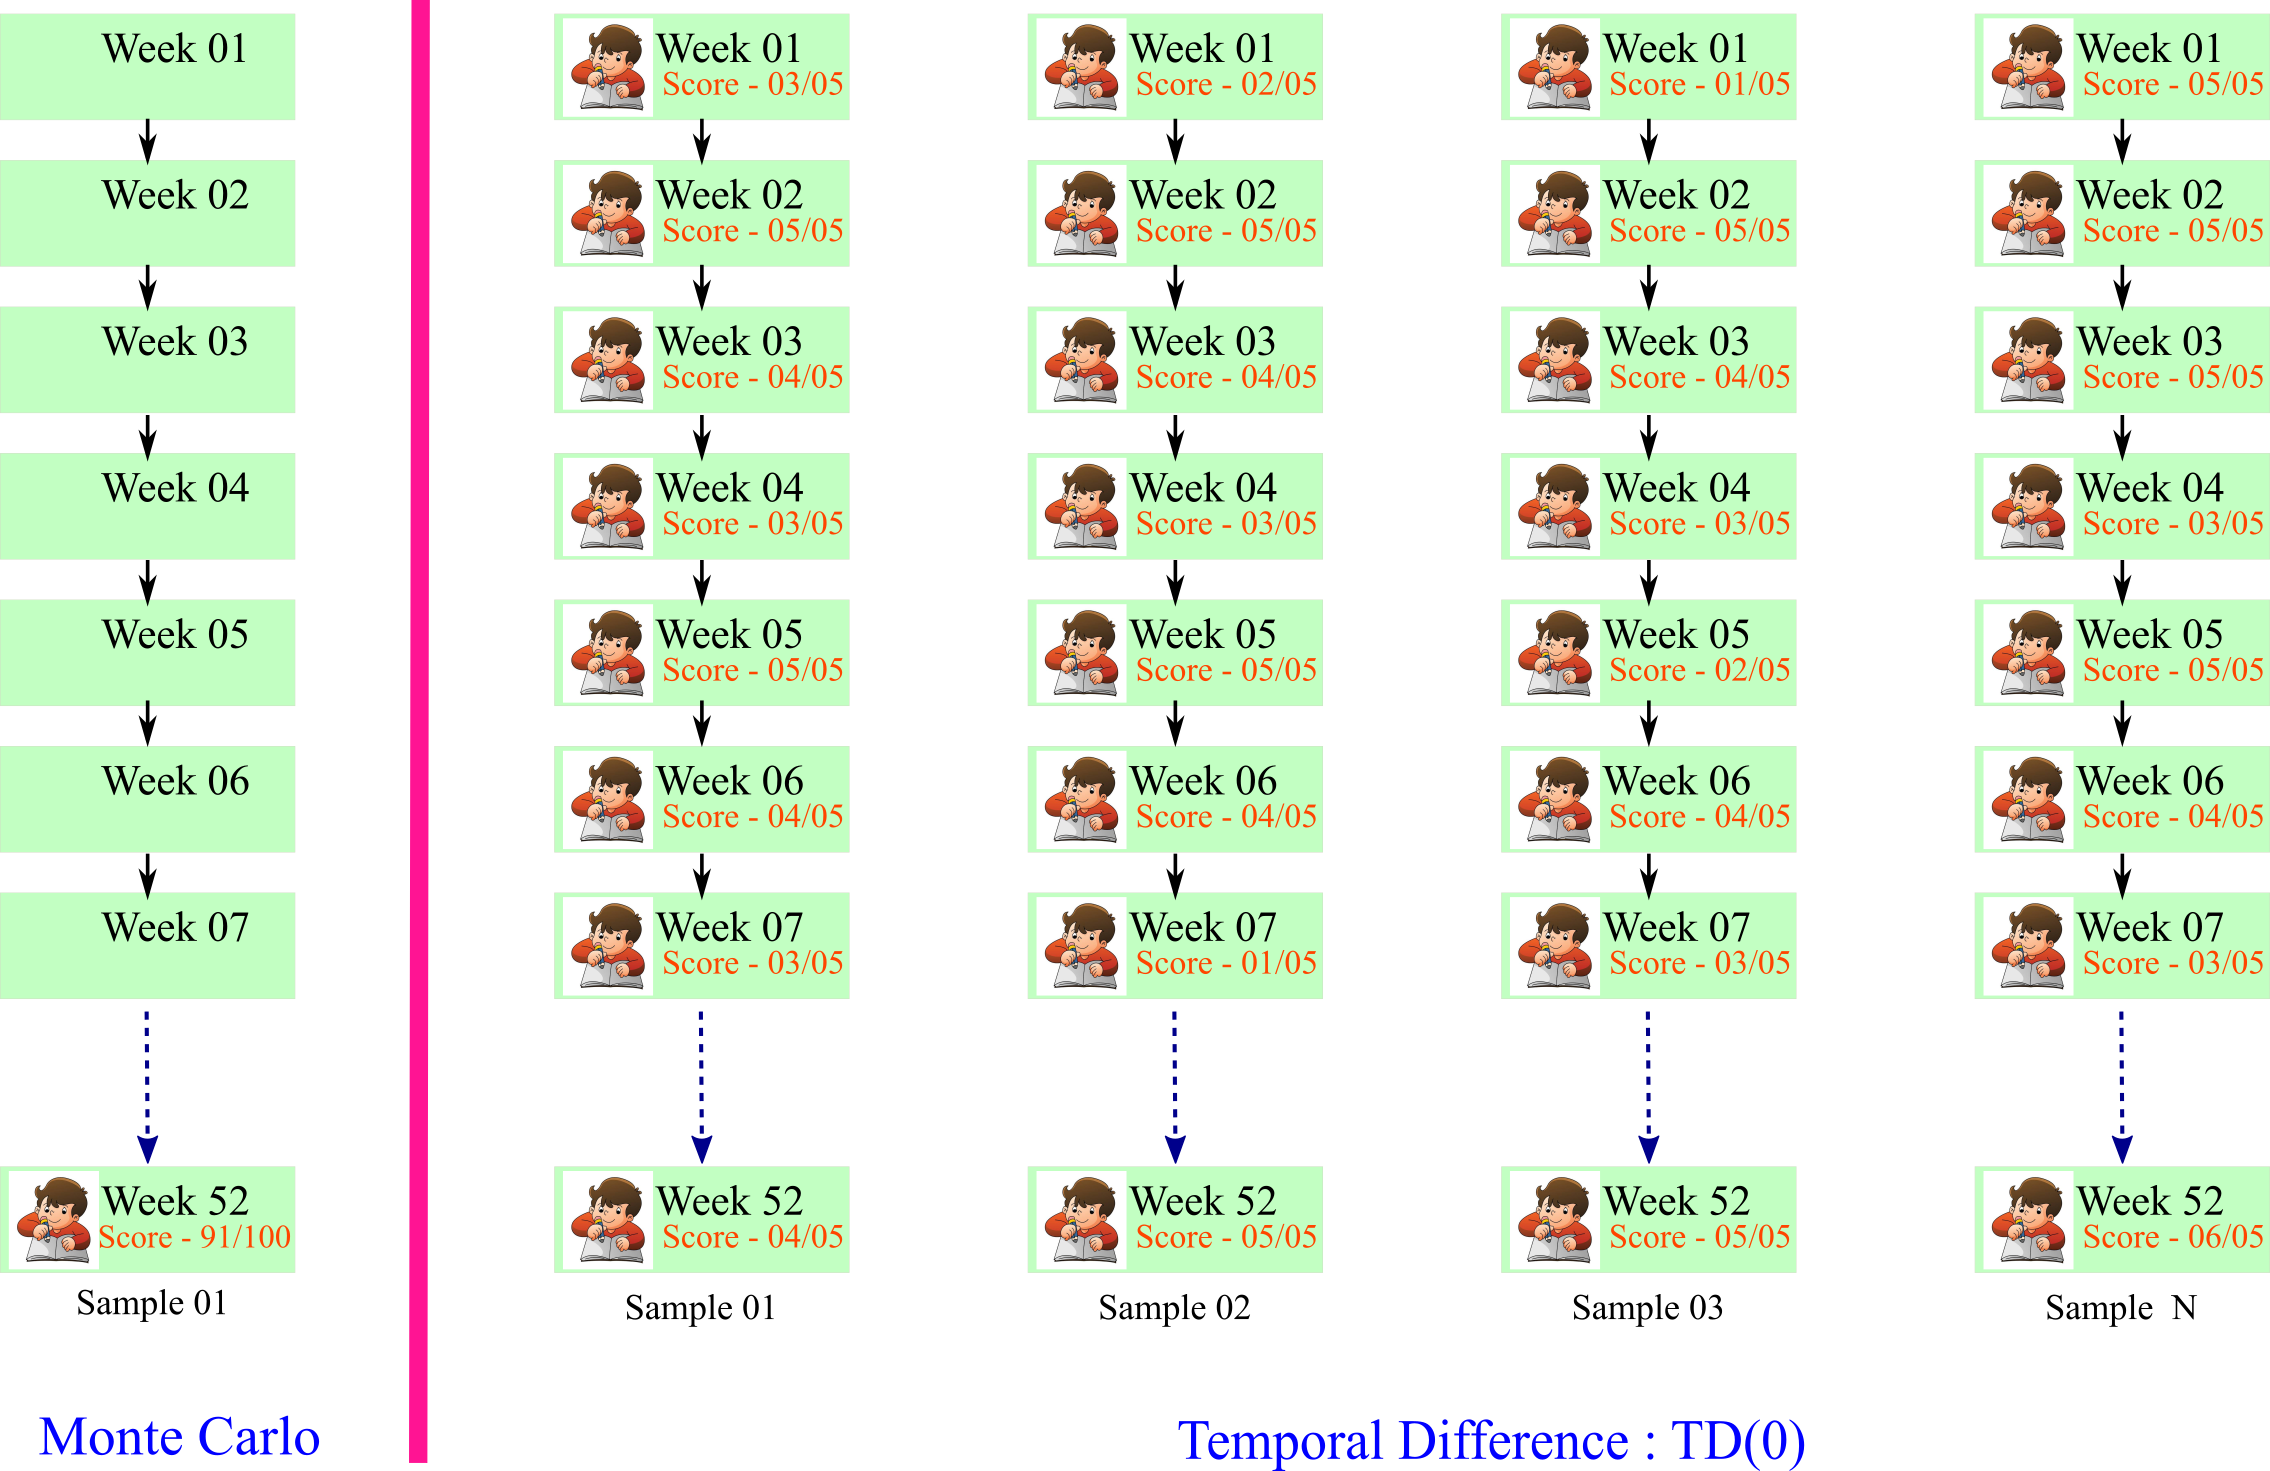 Week 01
Week 02
Week 03
Week 04
Week 05
Week 06
Week 07
Week 52
Score - 91/100
Sample 01
Monte Carlo
Week 01
Score - 03/05
Week 02
Score - 05/05
Week 03
Score - 04/05
Week 04
Score - 03/05
Week 05
Score - 05/05
Week 06
Score - 04/05
Week 07
Score - 03/05
Week 52
Score - 04/05
Sample 01
Week 01
Score - 02/05
Week 02
Score - 05/05
Week 03
Score - 04/05
Week 04
Score - 03/05
Week 05
Score - 05/05
Week 06
Score - 04/05
Week 07
Score - 01/05
Week 52
Score - 05/05
Sample 02
Week 01
Score - 01/05
Week 02
Score - 05/05
Week 03
Score - 04/05
Week 04
Score - 03/05
Week 05
Score - 02/05
Week 06
Score - 04/05
Week 07
Score - 03/05
Week 52
Score - 05/05
Sample 03
Week 01
Score - 05/05
Week 02
Score - 05/05
Week 03
Score - 05/05
Week 04
Score - 03/05
Week 05
Score - 05/05
Week 06
Score - 04/05
Week 07
Score - 03/05
Week 52
Score - 06/05
Sample N
Temporal Difference : TD(0)